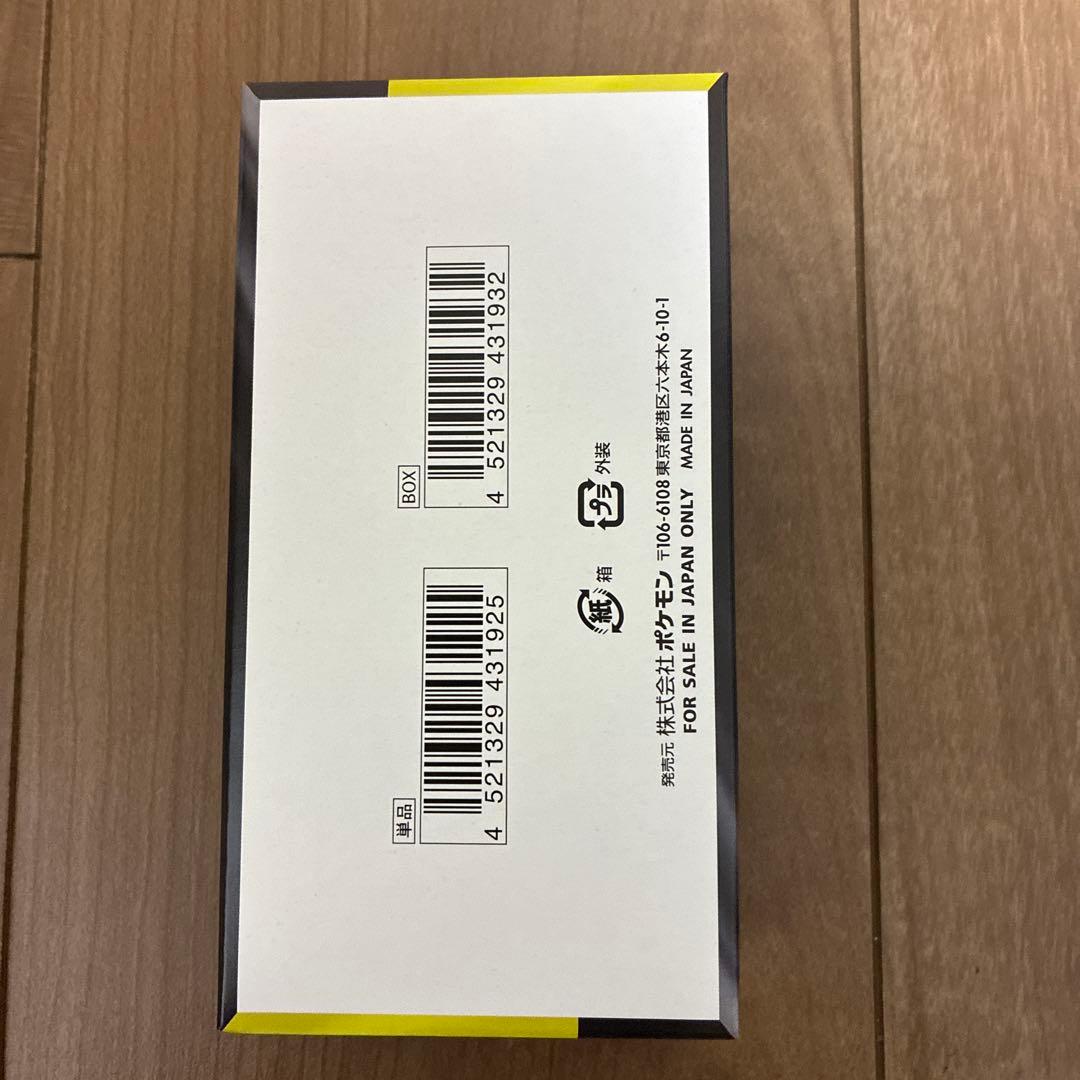 単品
4 521329 431925
BOX
4 521329 431932
紙 箱
プラ 外装
発売元 株式会社 ポケモン 〒106-6108 東京都港区六本木6-10-1
FOR SALE IN JAPAN ONLY MADE IN JAPAN